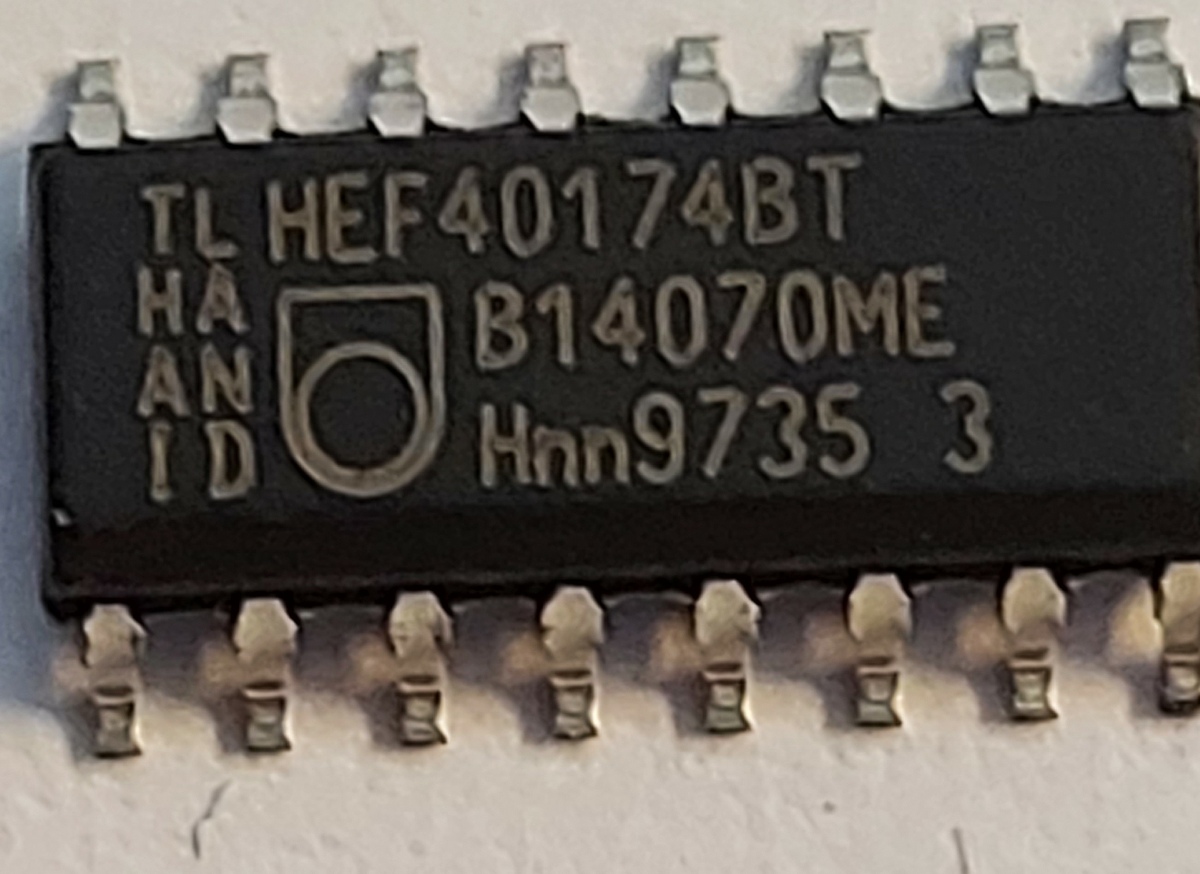 TL HEF40174BT
HA B14070ME
AN Hnn9735 3
ID